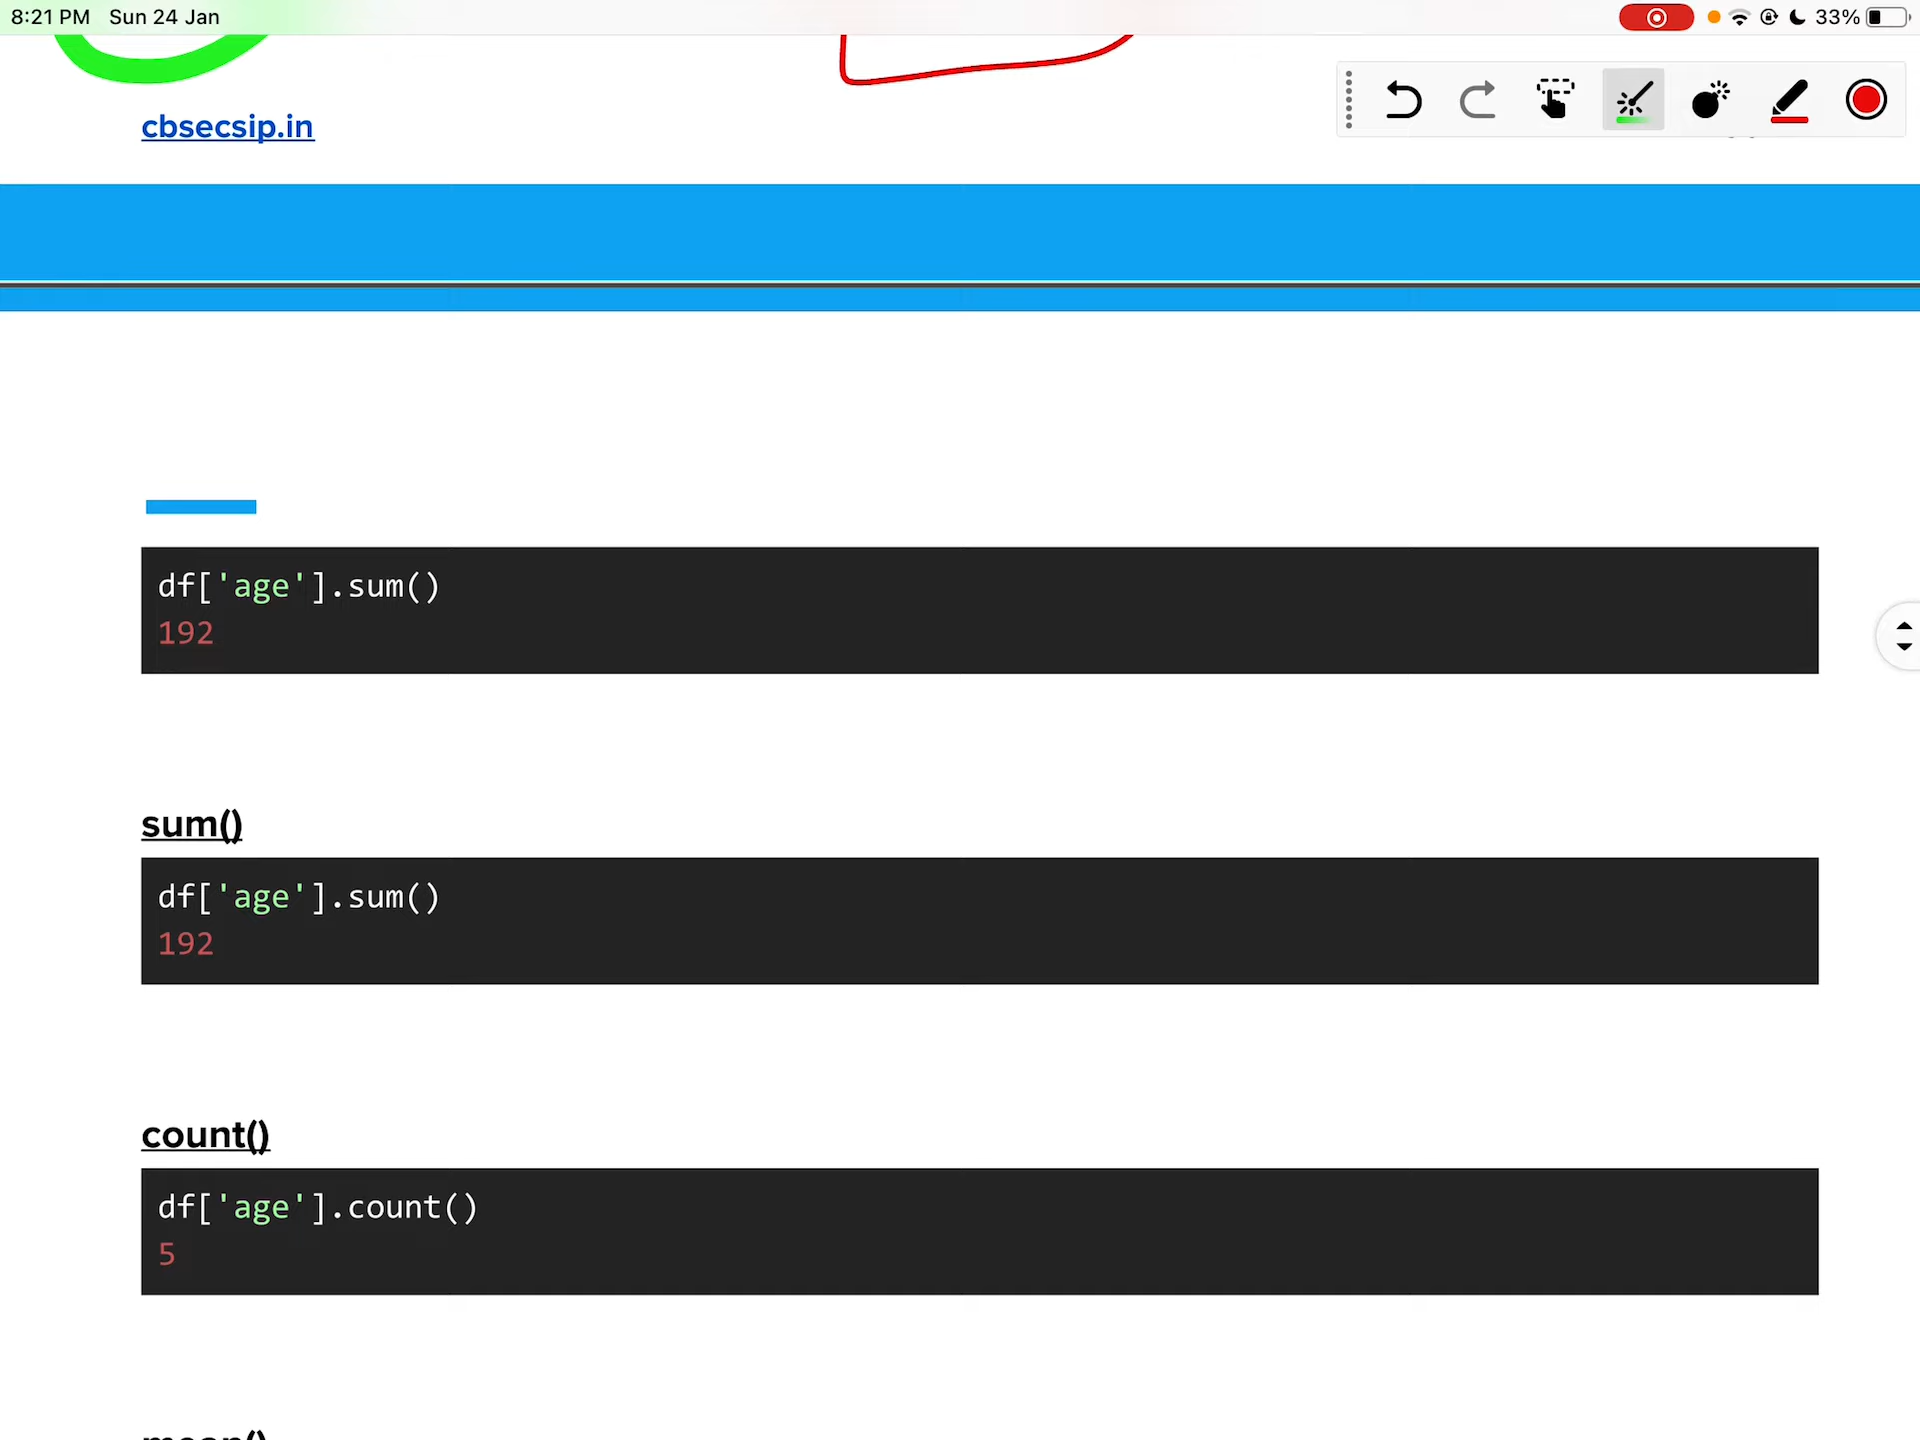 8:21 PM Sun 24 Jan
33%
cbsecsip.in
df['age'].sum()
192
sum()
df['age'].sum()
192
count()
df['age'].count()
5
mean()